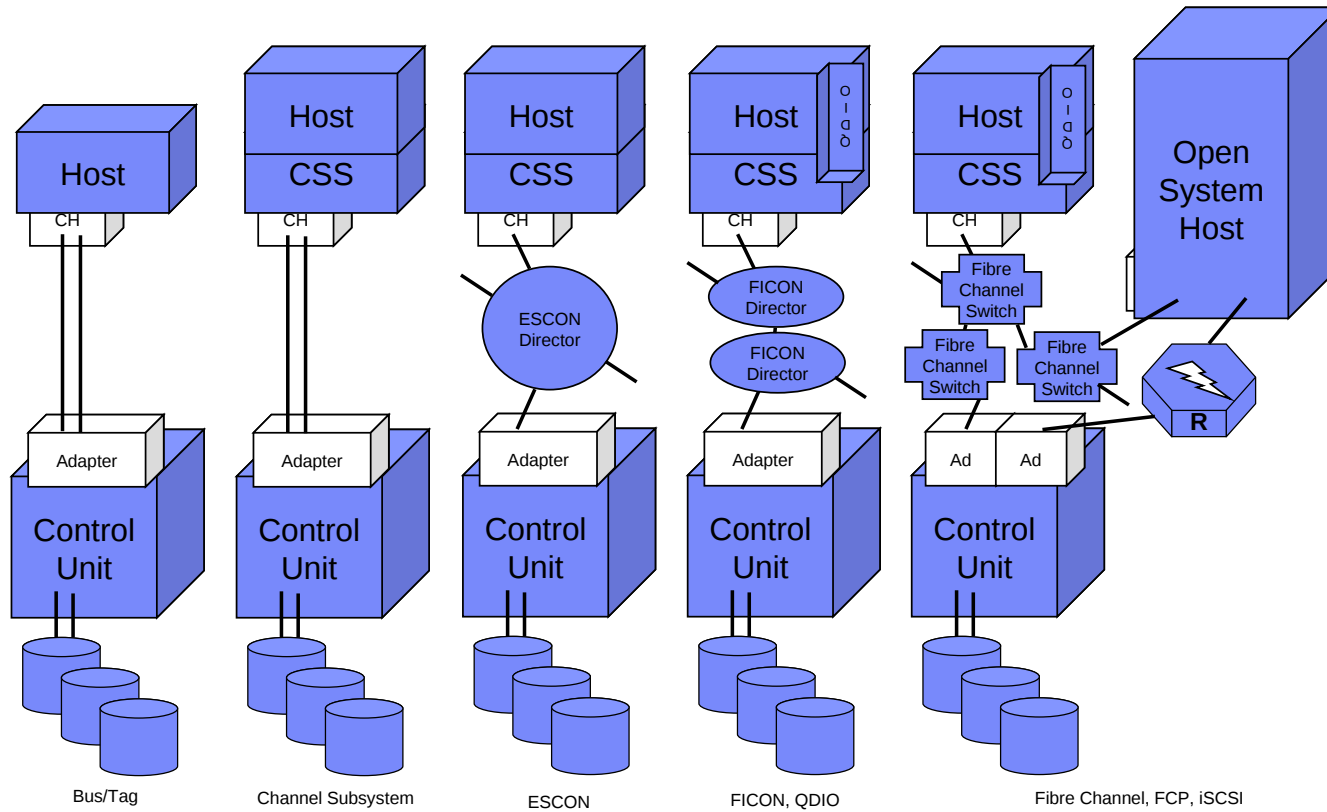 Host
CH
Adapter
Control
Unit
Bus/Tag
Host
CSS
CH
Adapter
Control
Unit
Channel Subsystem
Host
CSS
CH
ESCON
Director
Adapter
Control
Unit
ESCON
Host
QDIO
CSS
CH
FICON
Director
FICON
Director
Adapter
Control
Unit
FICON, QDIO
Host
QDIO
CSS
CH
Fibre
Channel
Switch
Fibre
Channel
Switch
Fibre
Channel
Switch
Open
System
Host
R
Ad
Ad
Control
Unit
Fibre Channel, FCP, iSCSI